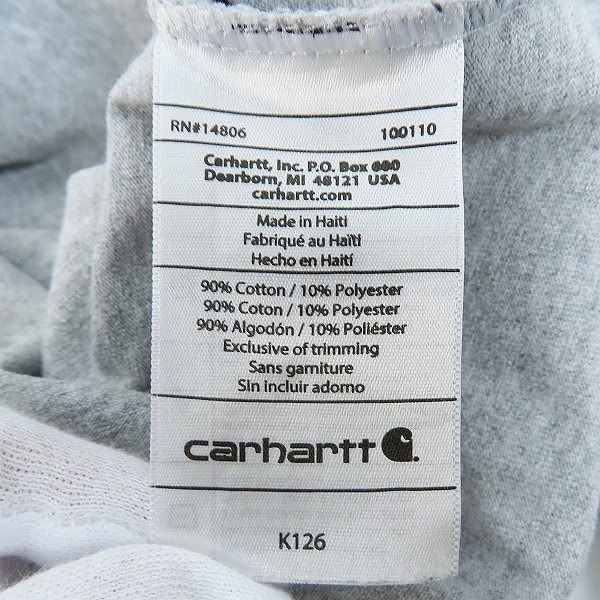 RN#14806 100110
Carhartt, Inc. P.O. Box 600
Dearborn, MI 48121 USA
carhartt.com
Made in Haiti
Fabriqué au Haïti
Hecho en Haití
90% Cotton / 10% Polyester
90% Coton / 10% Polyester
90% Algodón / 10% Poliéster
Exclusive of trimming
Sans garniture
Sin incluir adorno
carhartt
K126